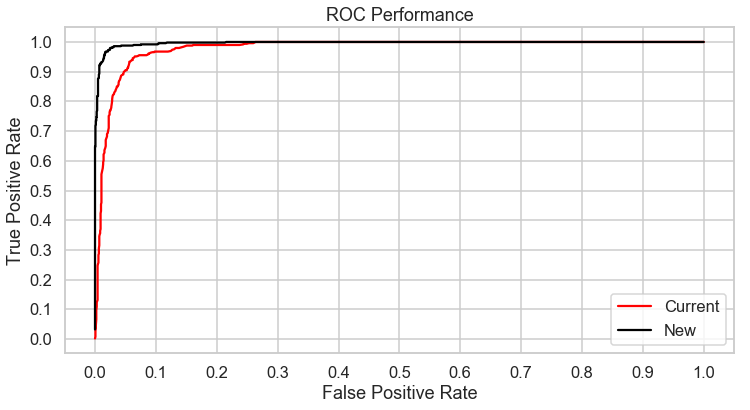 ROC Performance
True Positive Rate
1.0
0.9
0.8
0.7
0.6
0.5
0.4
0.3
0.2
0.1
0.0
Current
New
0.0 0.1 0.2 0.3 0.4 0.5 0.6 0.7 0.8 0.9 1.0
False Positive Rate